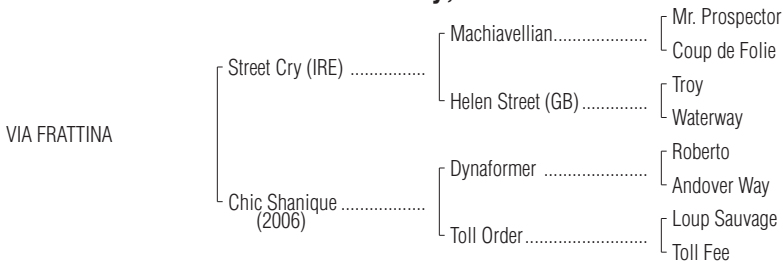 Mr. Prospector
Machiavellian
Coup de Folie
Street Cry (IRE)
Troy
Helen Street (GB)
Waterway
VIA FRATTINA
Roberto
Dynaformer
Andover Way
Chic Shanique
(2006)
Loup Sauvage
Toll Order
Toll Fee